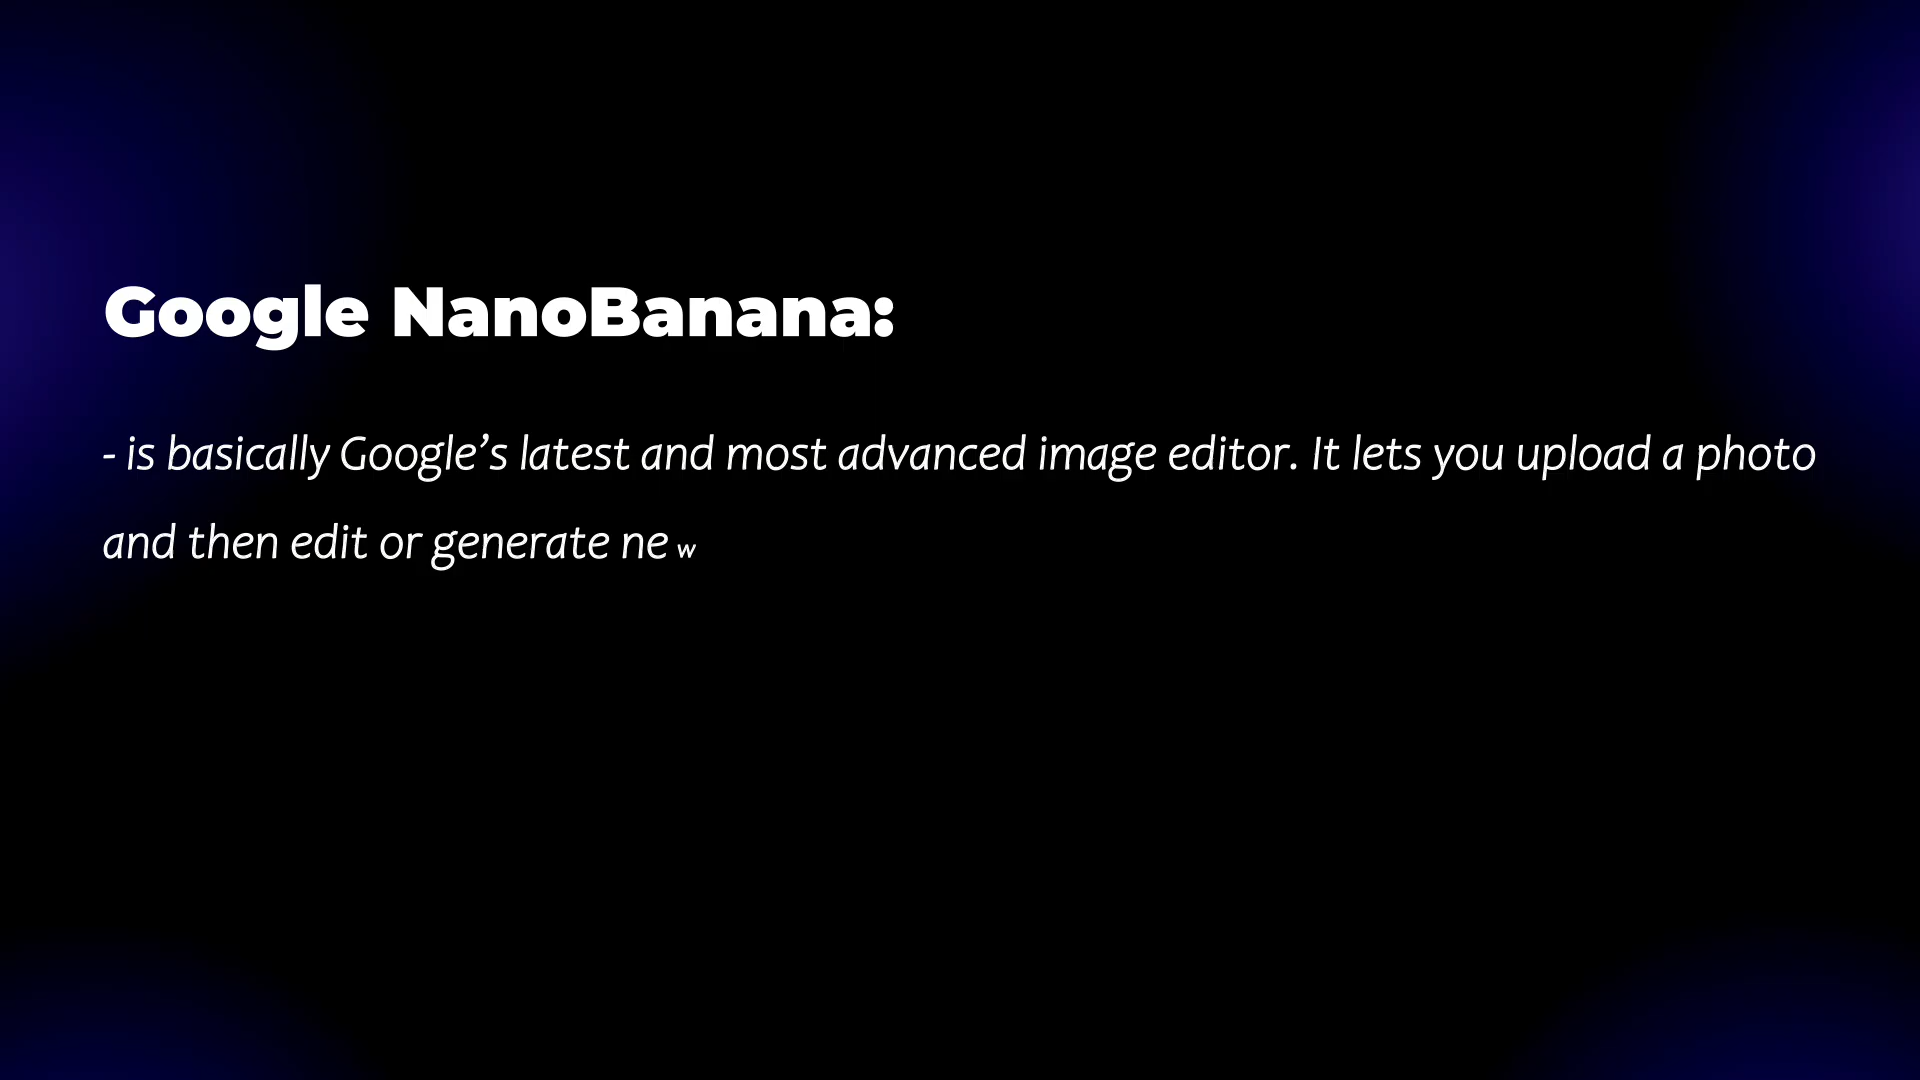 Google NanoBanana:
- is basically Google’s latest and most advanced image editor. It lets you upload a photo
and then edit or generate new